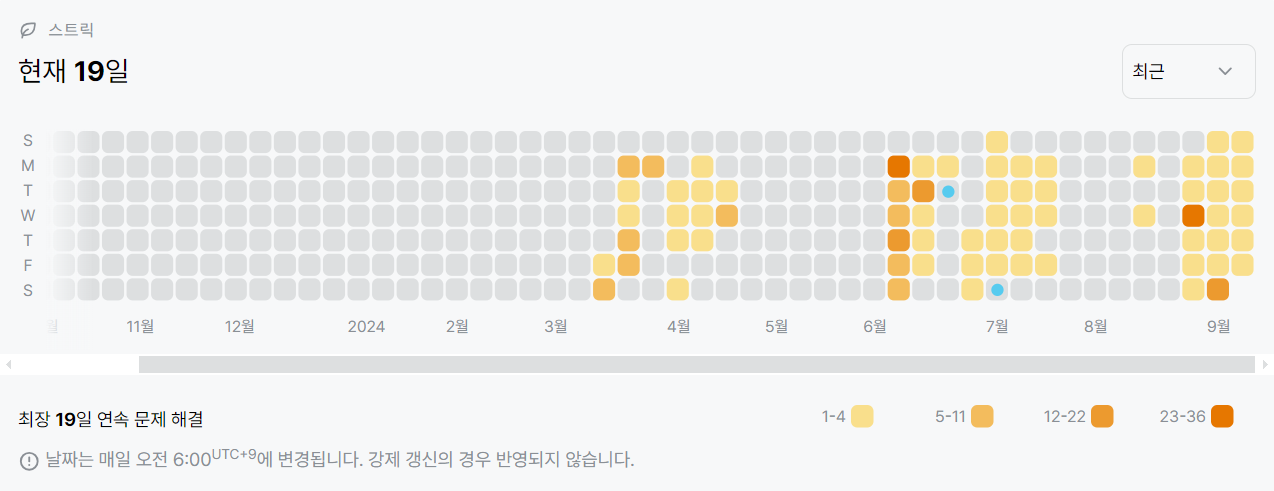 스트릭
현재 19일
최근
S
M
T
W
T
F
S
11월 12월 2024 2월 3월 4월 5월 6월 7월 8월 9월
최장 19일 연속 문제 해결
1-4 5-11 12-22 23-36
날짜는 매일 오전 6:00UTC+9에 변경됩니다. 강제 갱신의 경우 반영되지 않습니다.